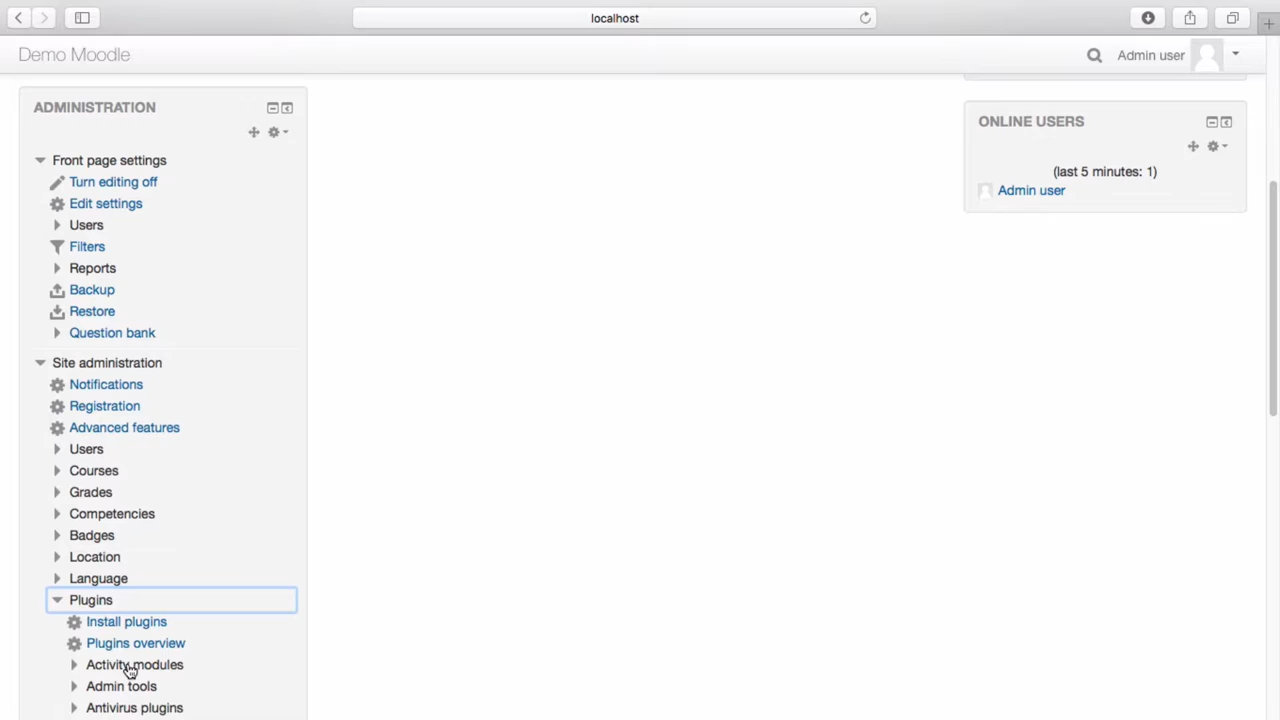 localhost
Demo Moodle
Admin user
ADMINISTRATION
Front page settings
Turn editing off
Edit settings
Users
Filters
Reports
Backup
Restore
Question bank
Site administration
Notifications
Registration
Advanced features
Users
Courses
Grades
Competencies
Badges
Location
Language
Plugins
Install plugins
Plugins overview
Activity modules
Admin tools
Antivirus plugins
ONLINE USERS
(last 5 minutes: 1)
Admin user